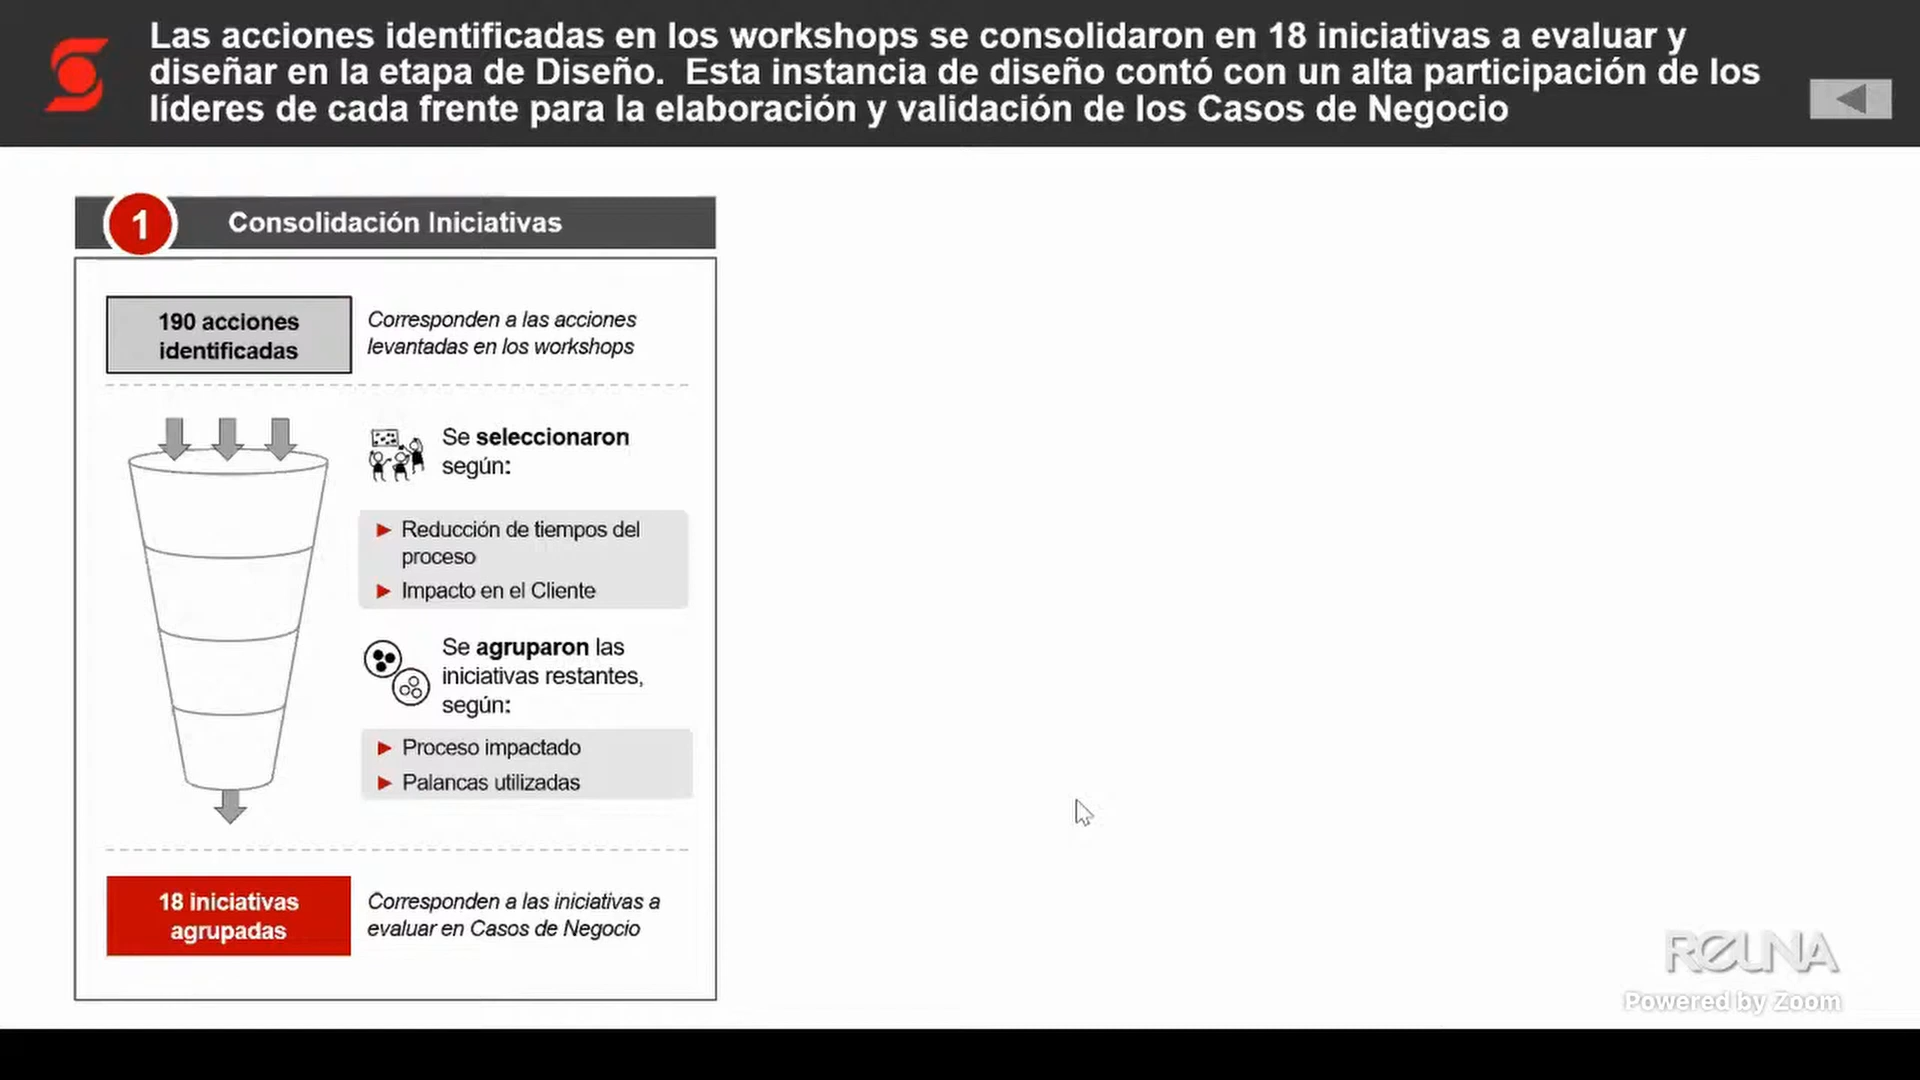 Las acciones identificadas en los workshops se consolidaron en 18 iniciativas a evaluar y
diseñar en la etapa de Diseño. Esta instancia de diseño contó con un alta participación de los
líderes de cada frente para la elaboración y validación de los Casos de Negocio
1
Consolidación Iniciativas
190 acciones
identificadas
Corresponden a las acciones
levantadas en los workshops
Se seleccionaron
según:
Reducción de tiempos del
proceso
Impacto en el Cliente
Se agruparon las
iniciativas restantes,
según:
Proceso impactado
Palancas utilizadas
18 iniciativas
agrupadas
Corresponden a las iniciativas a
evaluar en Casos de Negocio
REUNA
Powered by Zoom